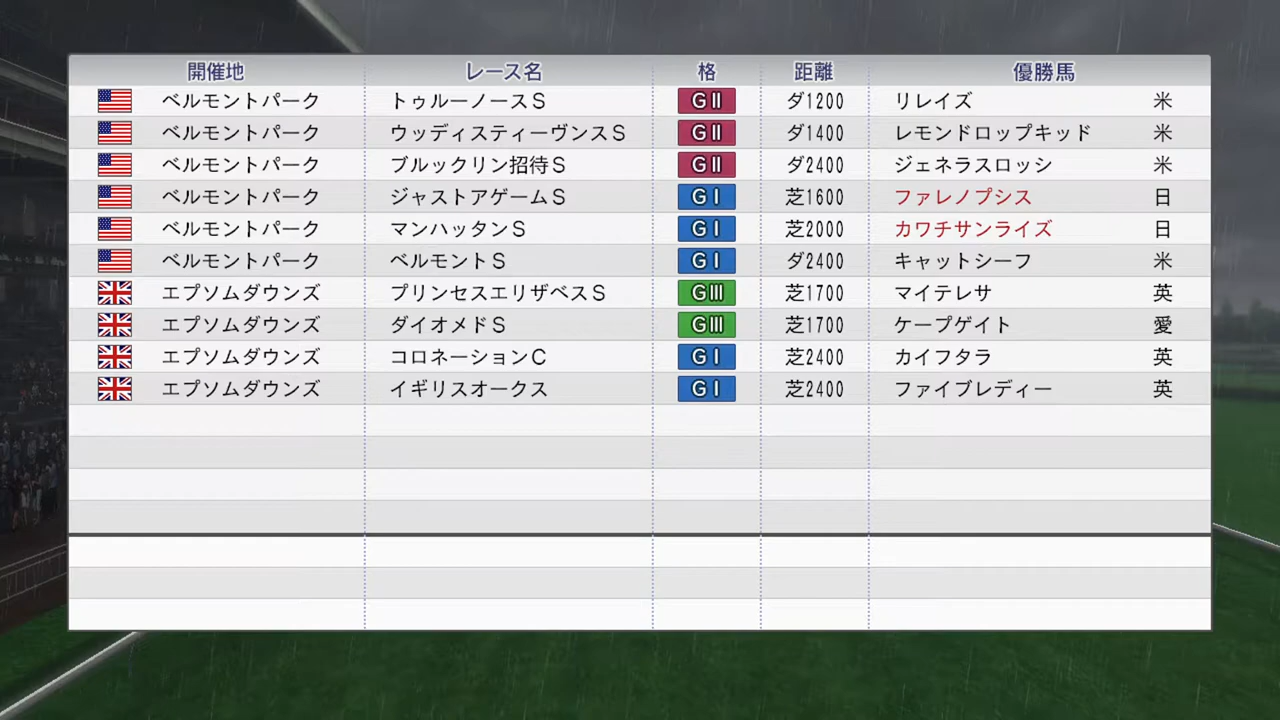 開催地 レース名 格 距離 優勝馬
ベルモントパーク トゥルーノースS GⅡ ダ1200 リレイズ 米
ベルモントパーク ウッディスティーヴンスS GⅡ ダ1400 レモンドロップキッド 米
ベルモントパーク ブルックリン招待S GⅡ ダ2400 ジェネラスロッシ 米
ベルモントパーク ジャストアゲームS GⅠ 芝1600 ファレノプシス 日
ベルモントパーク マンハッタンS GⅠ 芝2000 カワチサンライズ 日
ベルモントパーク ベルモントS GⅠ ダ2400 キャットシーフ 米
エプソムダウンズ プリンセスエリザベスS GⅢ 芝1700 マイテレサ 英
エプソムダウンズ ダイオメドS GⅢ 芝1700 ケープゲイト 愛
エプソムダウンズ コロネーションC GⅠ 芝2400 カイフタラ 英
エプソムダウンズ イギリスオークス GⅠ 芝2400 ファイブレディー 英